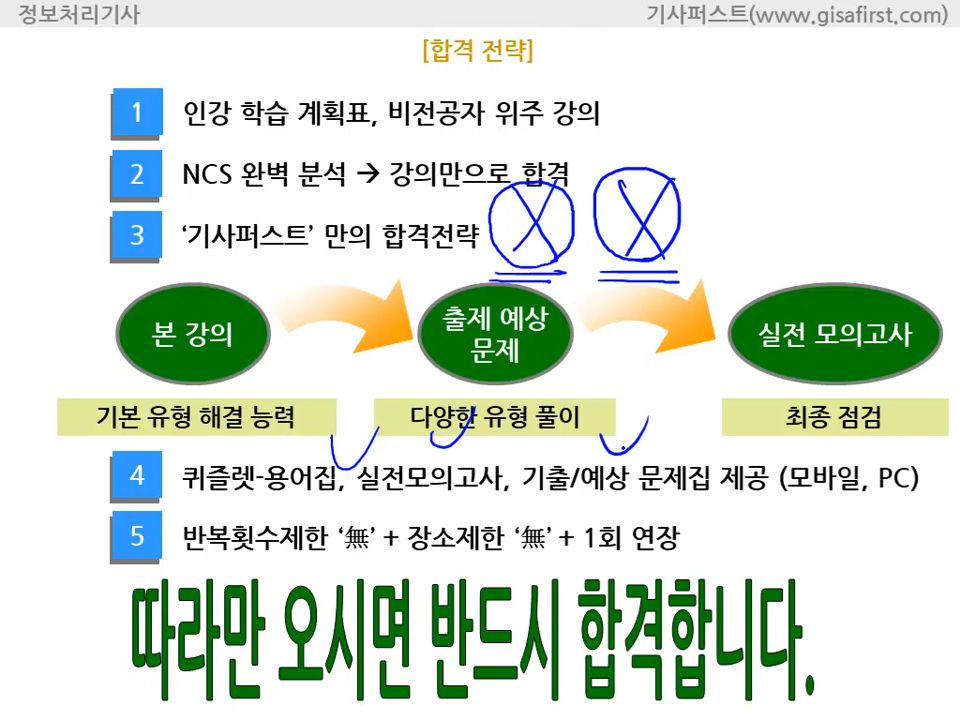 정보처리기사
기사퍼스트(www.gisafirst.com)
[합격 전략]
1 인강 학습 계획표, 비전공자 위주 강의
2 NCS 완벽 분석 → 강의만으로 합격
3 ‘기사퍼스트’ 만의 합격전략
본 강의
출제 예상
문제
실전 모의고사
기본 유형 해결 능력
다양한 유형 풀이
최종 점검
4 퀴즐렛-용어집, 실전모의고사, 기출/예상 문제집 제공 (모바일, PC)
5 반복횟수제한 ‘無’ + 장소제한 ‘無’ + 1회 연장
따라만 오시면 반드시 합격합니다.